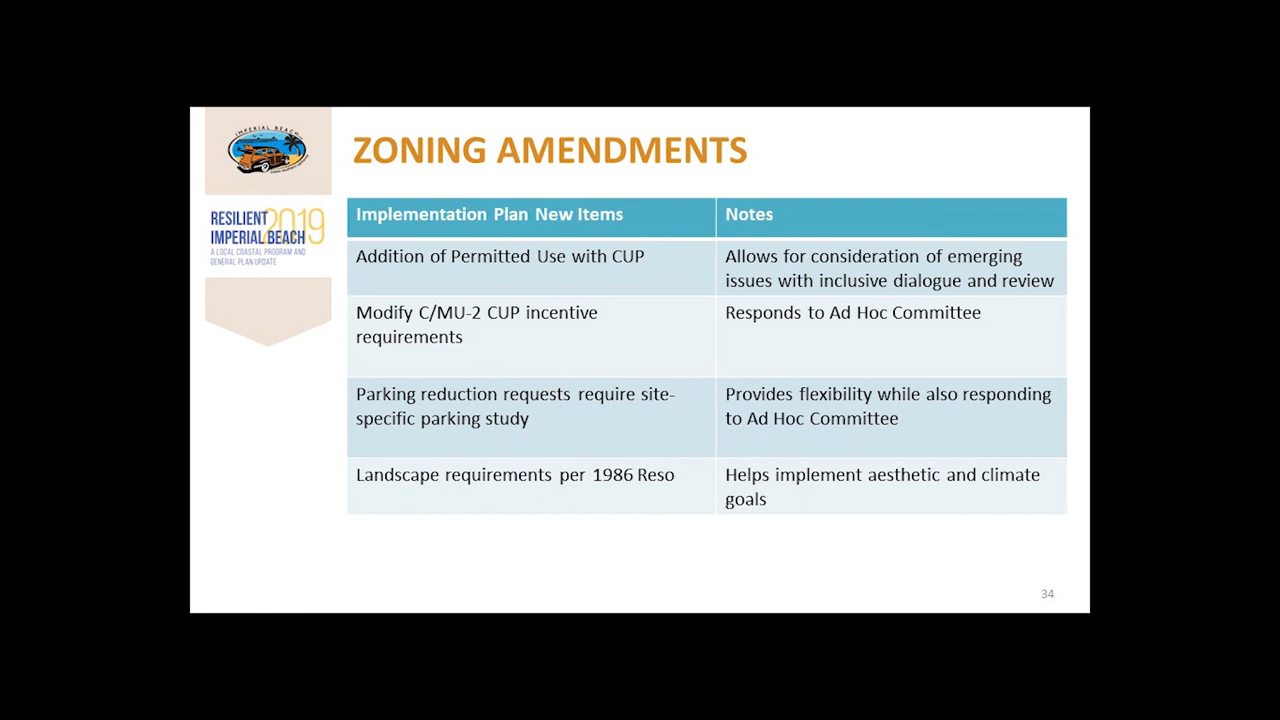 IMPERIAL BEACH
ZONING AMENDMENTS
RESILIENT 2019
IMPERIAL BEACH
A LOCAL COASTAL PROGRAM AND
GENERAL PLAN UPDATE
Implementation Plan New Items
Notes
Addition of Permitted Use with CUP
Allows for consideration of emerging
issues with inclusive dialogue and review
Modify C/MU-2 CUP incentive
requirements
Responds to Ad Hoc Committee
Parking reduction requests require site-
specific parking study
Provides flexibility while also responding
to Ad Hoc Committee
Landscape requirements per 1986 Reso
Helps implement aesthetic and climate
goals
34